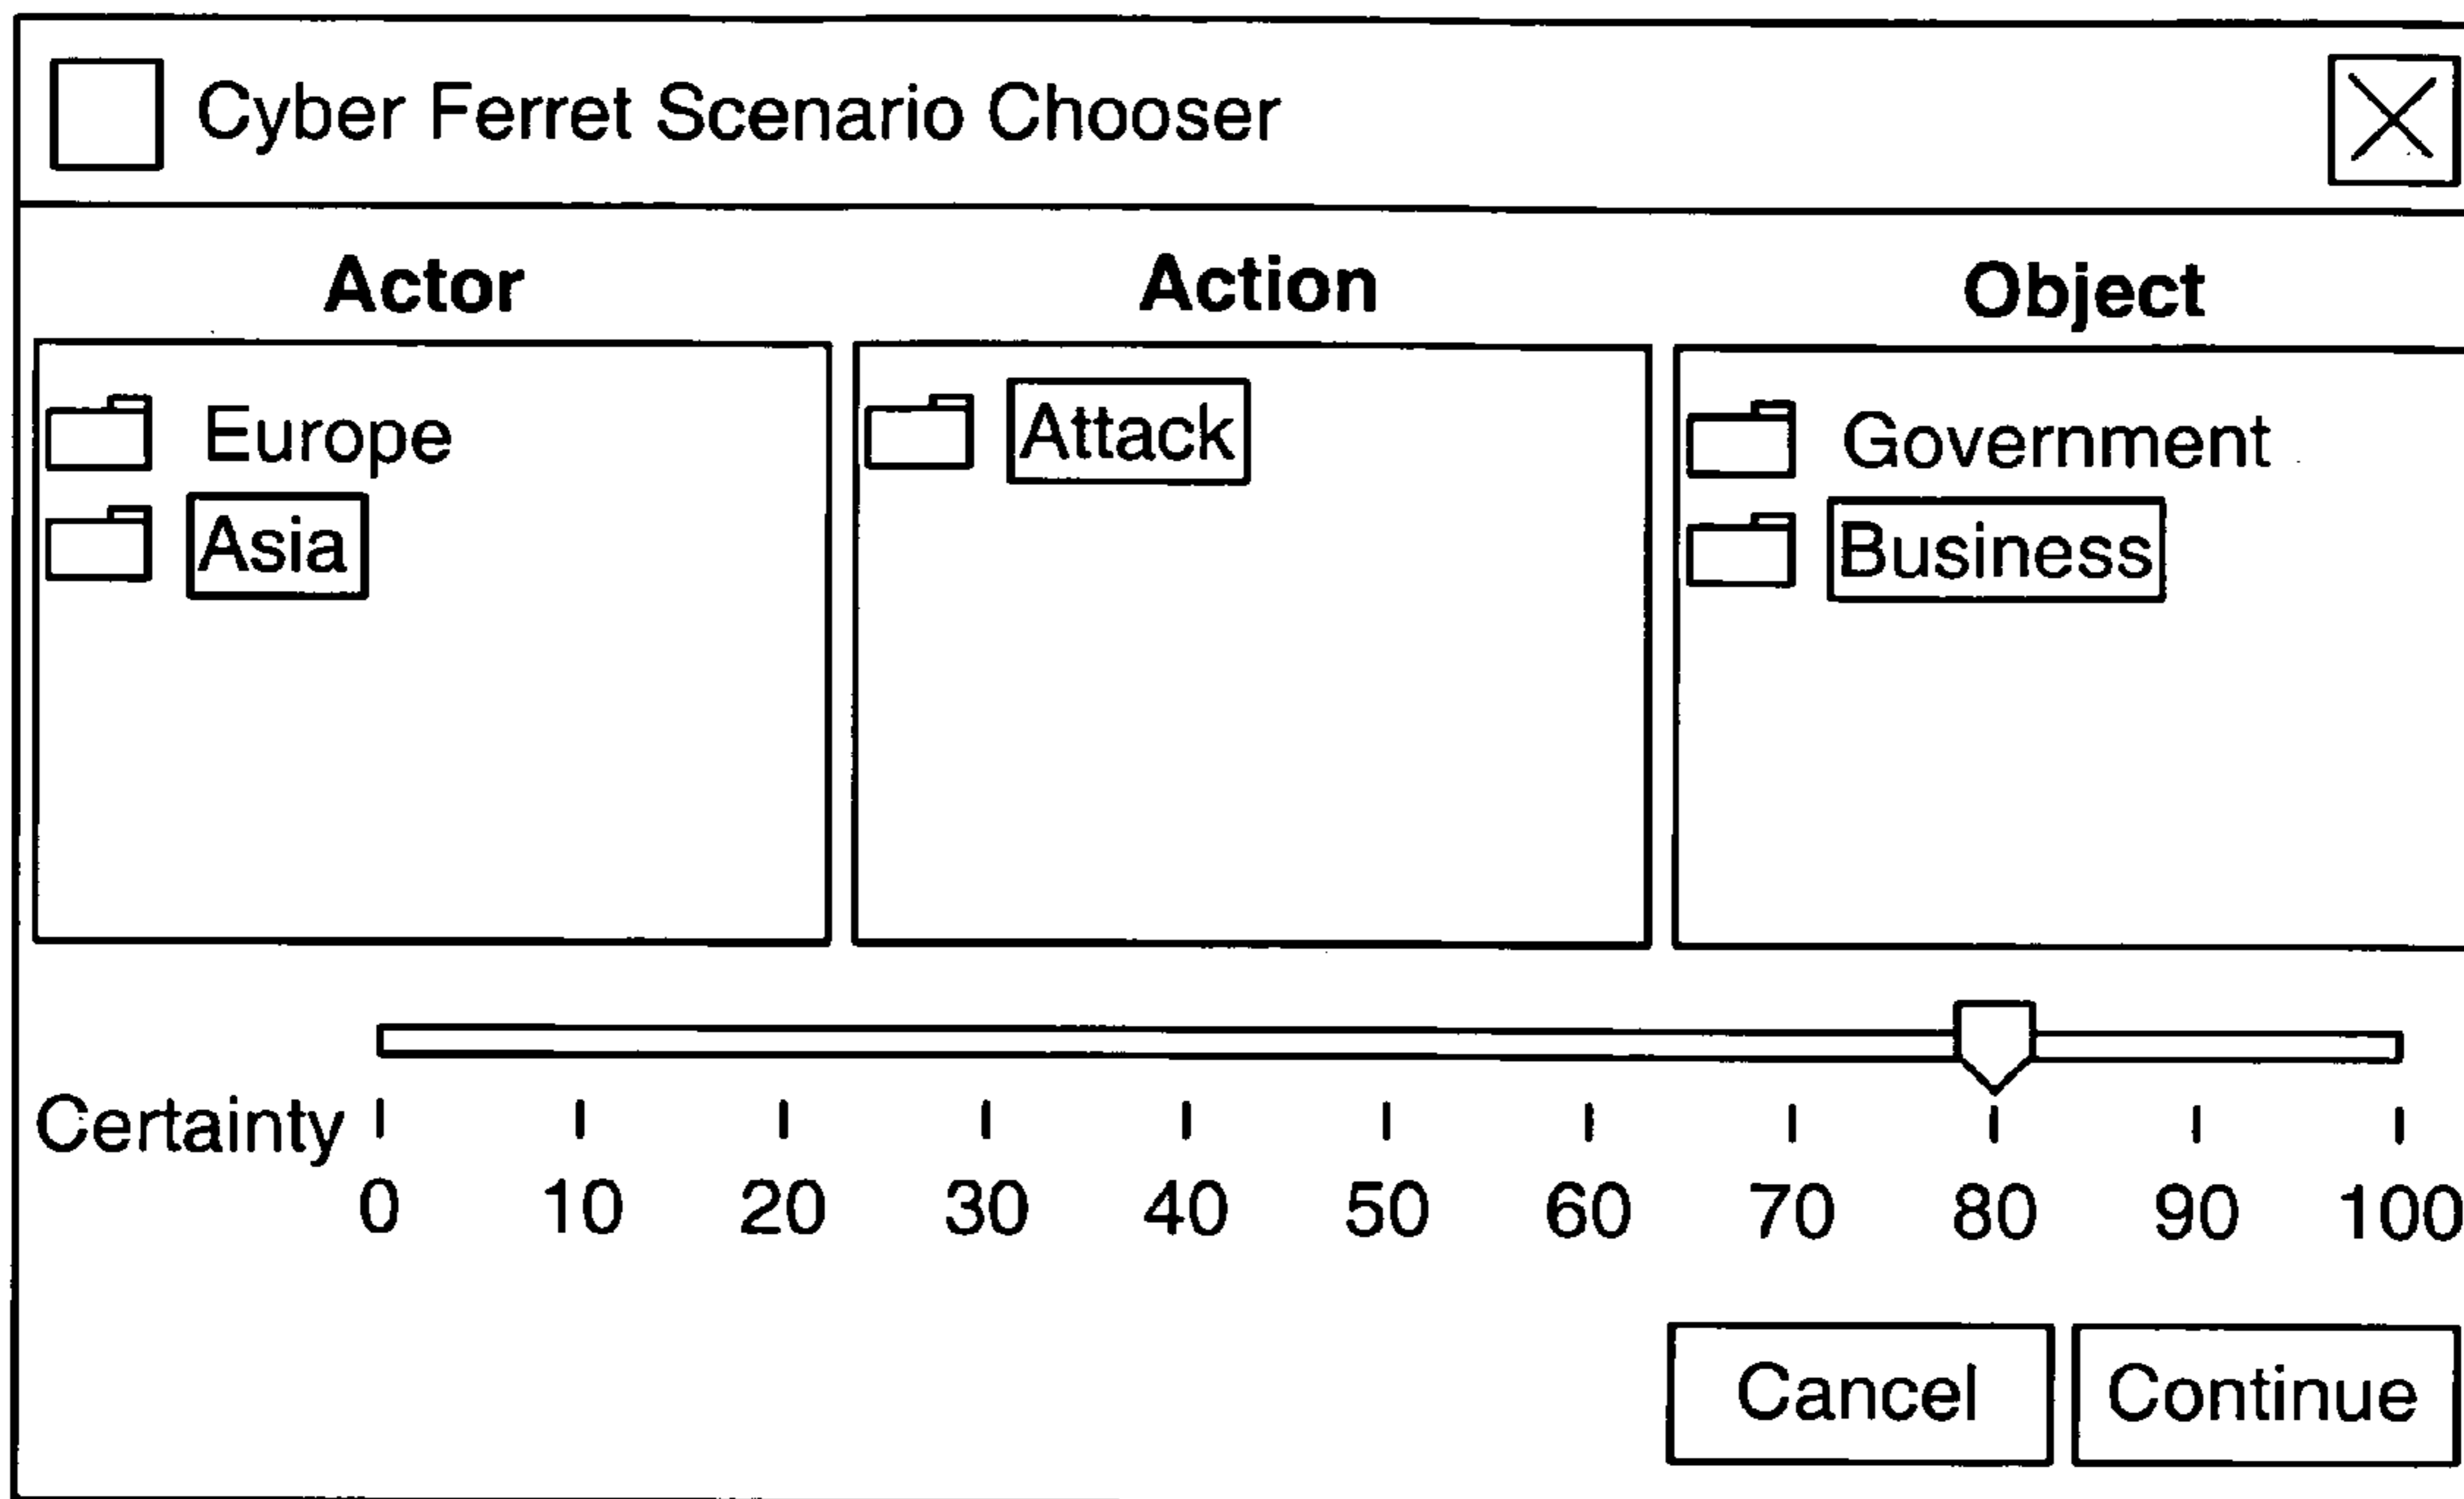 Cyber Ferret Scenario Chooser
Actor Action Object
Europe Attack Government
Asia Business
Certainty
0 10 20 30 40 50 60 70 80 90 100
Cancel Continue